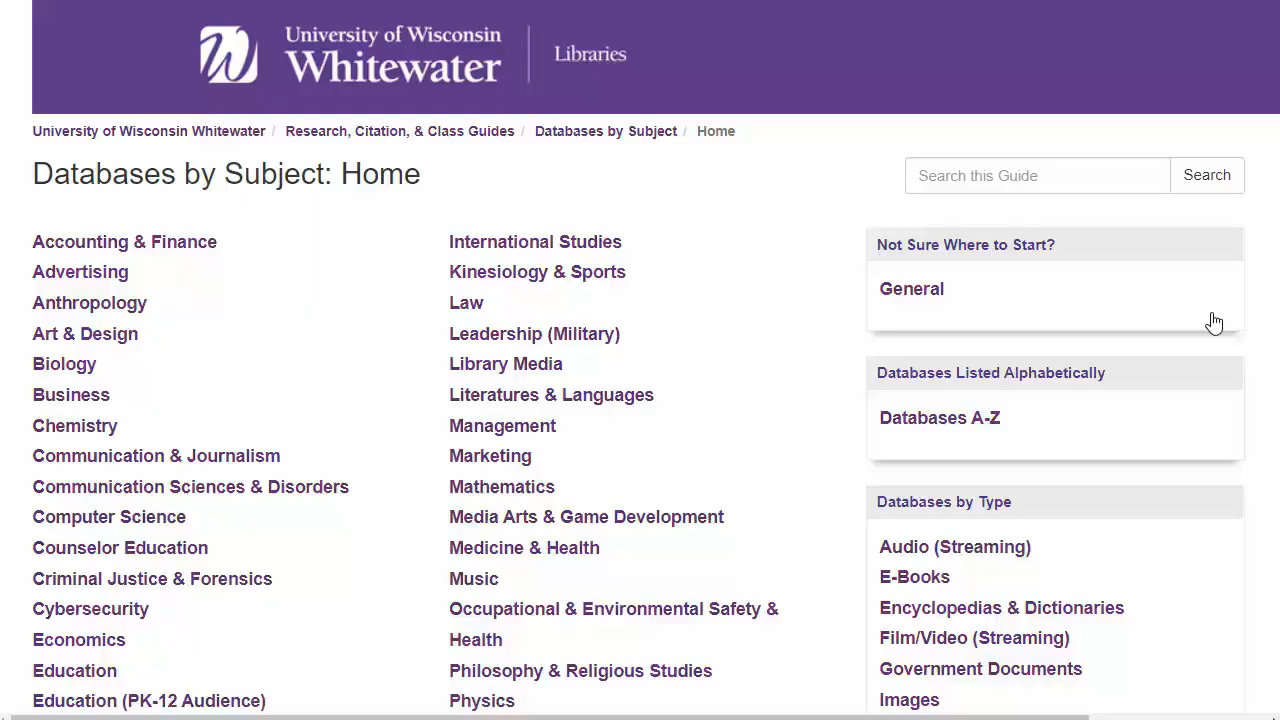 University of Wisconsin
Whitewater
Libraries
University of Wisconsin Whitewater / Research, Citation, & Class Guides / Databases by Subject / Home
Databases by Subject: Home
Search this Guide
Search
Accounting & Finance
Advertising
Anthropology
Art & Design
Biology
Business
Chemistry
Communication & Journalism
Communication Sciences & Disorders
Computer Science
Counselor Education
Criminal Justice & Forensics
Cybersecurity
Economics
Education
Education (PK-12 Audience)
International Studies
Kinesiology & Sports
Law
Leadership (Military)
Library Media
Literatures & Languages
Management
Marketing
Mathematics
Media Arts & Game Development
Medicine & Health
Music
Occupational & Environmental Safety &
Health
Philosophy & Religious Studies
Physics
Not Sure Where to Start?
General
Databases Listed Alphabetically
Databases A-Z
Databases by Type
Audio (Streaming)
E-Books
Encyclopedias & Dictionaries
Film/Video (Streaming)
Government Documents
Images